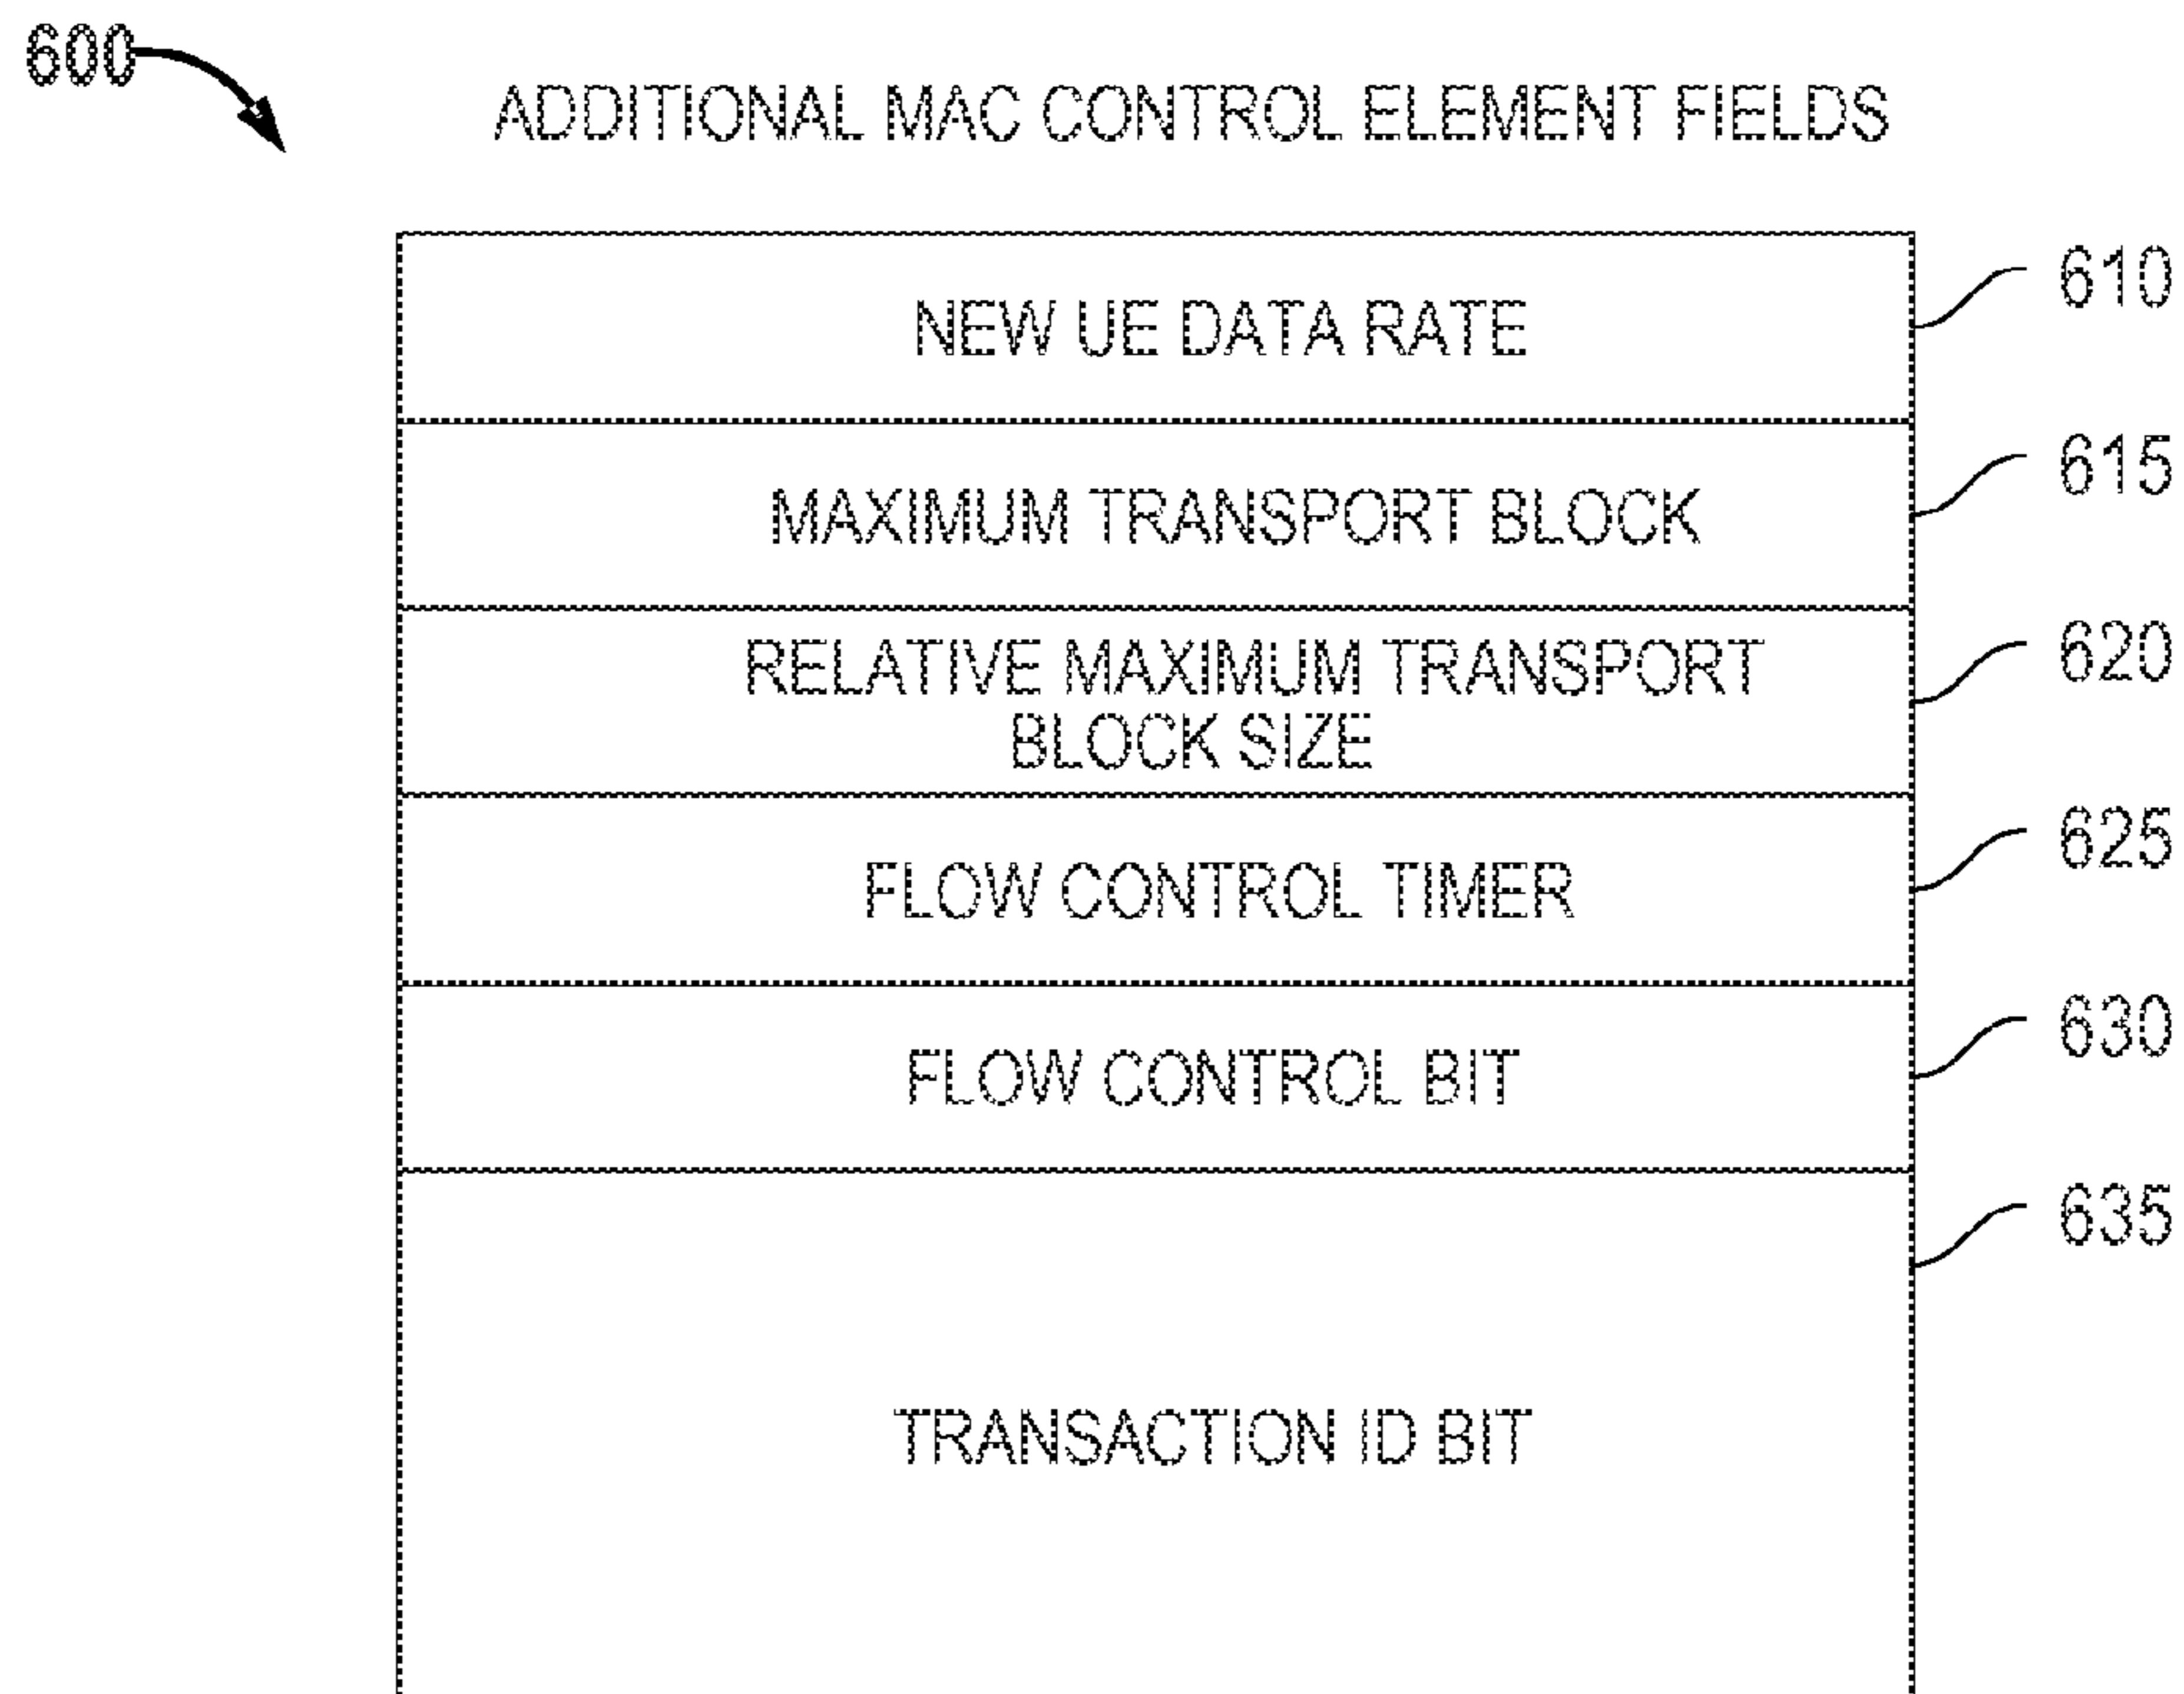 600
ADDITIONAL MAC CONTROL ELEMENT FIELDS
NEW UE DATA RATE
610
MAXIMUM TRANSPORT BLOCK
615
RELATIVE MAXIMUM TRANSPORT
BLOCK SIZE
620
FLOW CONTROL TIMER
625
FLOW CONTROL BIT
630
TRANSACTION ID BIT
635